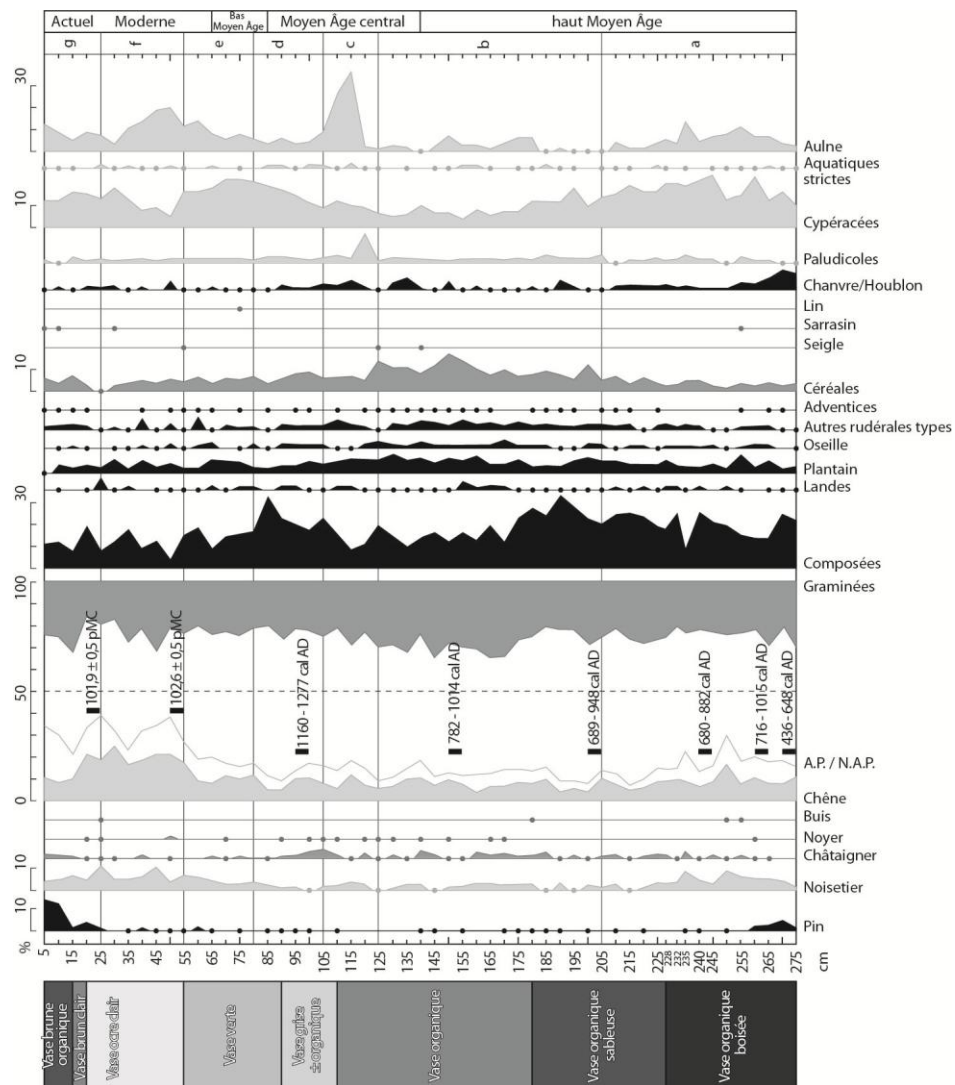 Actuel
Moderne
Bas
Moyen Âge
Moyen Âge central
haut Moyen Âge
g
f
e
d
c
b
a
30
Aulne
Aquatiques
strictes
10
Cypéracées
Paludicoles
Chanvre/Houblon
Lin
Sarrasin
Seigle
10
Céréales
Adventices
Autres rudérales types
Oseille
Plantain
Landes
30
Composées
100
Graminées
101,9 ± 0,5 pMC
102,6 ± 0,5 pMC
1160 - 1277 cal AD
782 - 1014 cal AD
689 - 948 cal AD
680 - 882 cal AD
716 - 1015 cal AD
436 - 648 cal AD
50
A.P. / N.A.P.
0
Chêne
Buis
Noyer
Châtaigner
10
Noisetier
10
Pin
%
5
15
25
35
45
55
65
75
85
95
105
115
125
135
145
155
165
175
185
195
205
215
225
228
232
235
240
245
255
265
275
cm
Vase brune
organique
Vase brun clair
Vase ocre clair
Vase verte
Vase grise
± organique
Vase organique
Vase organique
sableuse
Vase organique
boisée